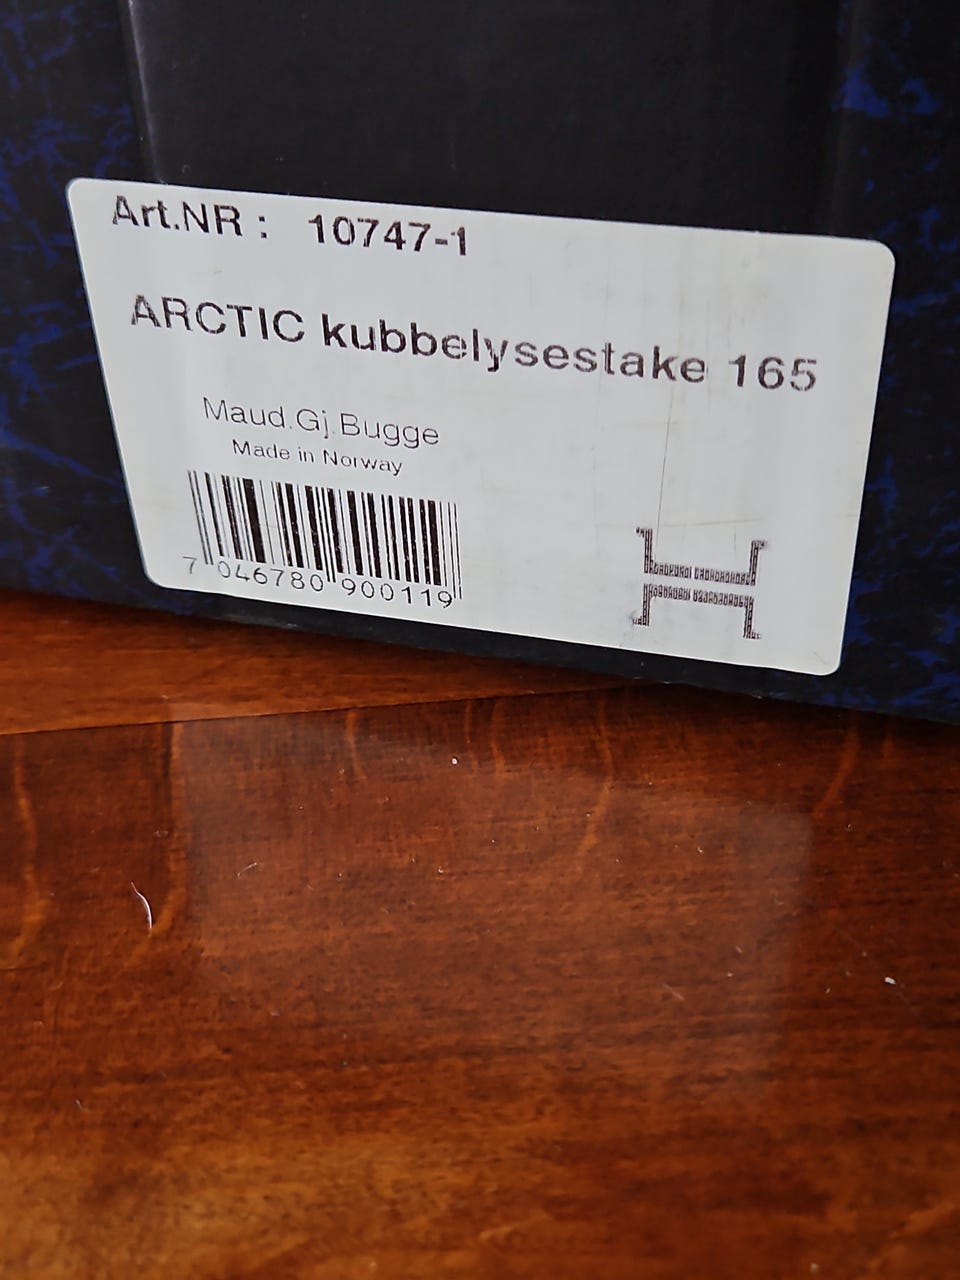 Art.NR : 10747-1
ARCTIC kubbelysestake 165
Maud.Gj.Bugge
Made in Norway
7 046780 900119